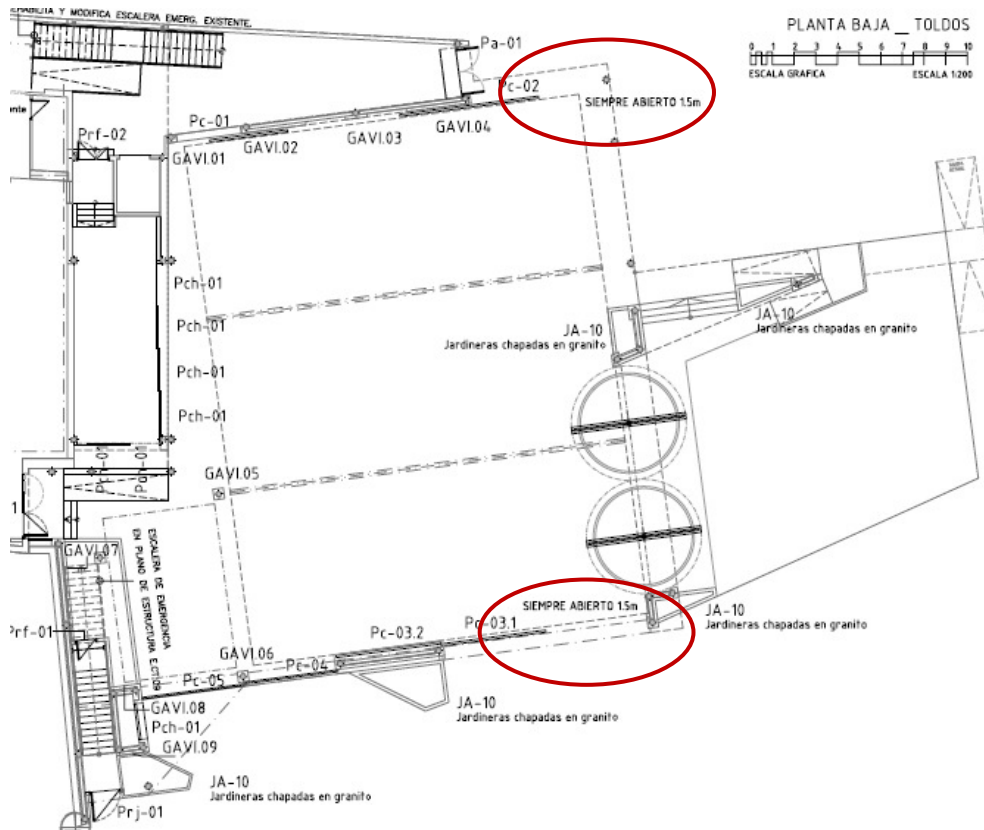 EHABILITA Y MODIFICA ESCALERA EMERG. EXISTENTE.
PLANTA BAJA _ TOLDOS
0 1 2 3 4 5 6 7 8 9 10
ESCALA GRAFICA
ESCALA 1:200
Pa-01
Pc-02
SIEMPRE ABIERTO 1.5m
Pc-01
GAVI.04
GAVI.03
GAVI.02
GAVI.01
Prf-02
Pch-01
Pch-01
Pch-01
Pch-01
JA-10
Jardineras chapadas en granito
JA-10
Jardineras chapadas en granito
GAVI.05
1
ESCALERA DE EMERGENCIA
EN PLANO DE ESTRUCTURA E.CT109
GAVI.07
Prf-01
SIEMPRE ABIERTO 1.5m
JA-10
Jardineras chapadas en granito
Pc-03.1
Pc-03.2
GAVI.06
Pc-04
Pc-05
GAVI.08
Pch-01
GAVI.09
JA-10
Jardineras chapadas en granito
JA-10
Jardineras chapadas en granito
Prj-01